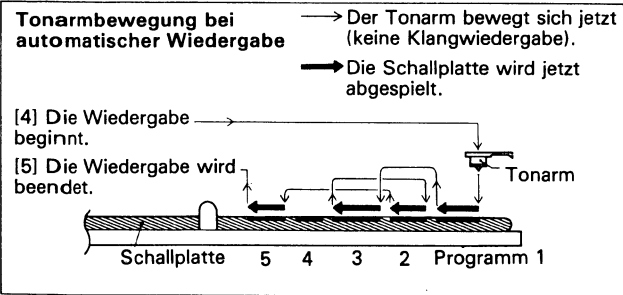 Tonarmbewegung bei
automatischer Wiedergabe
Der Tonarm bewegt sich jetzt
(keine Klangwiedergabe).
Die Schallplatte wird jetzt
abgespielt.
[4] Die Wiedergabe
beginnt.
[5] Die Wiedergabe wird
beendet.
Tonarm
Schallplatte 5 4 3 2 Programm 1